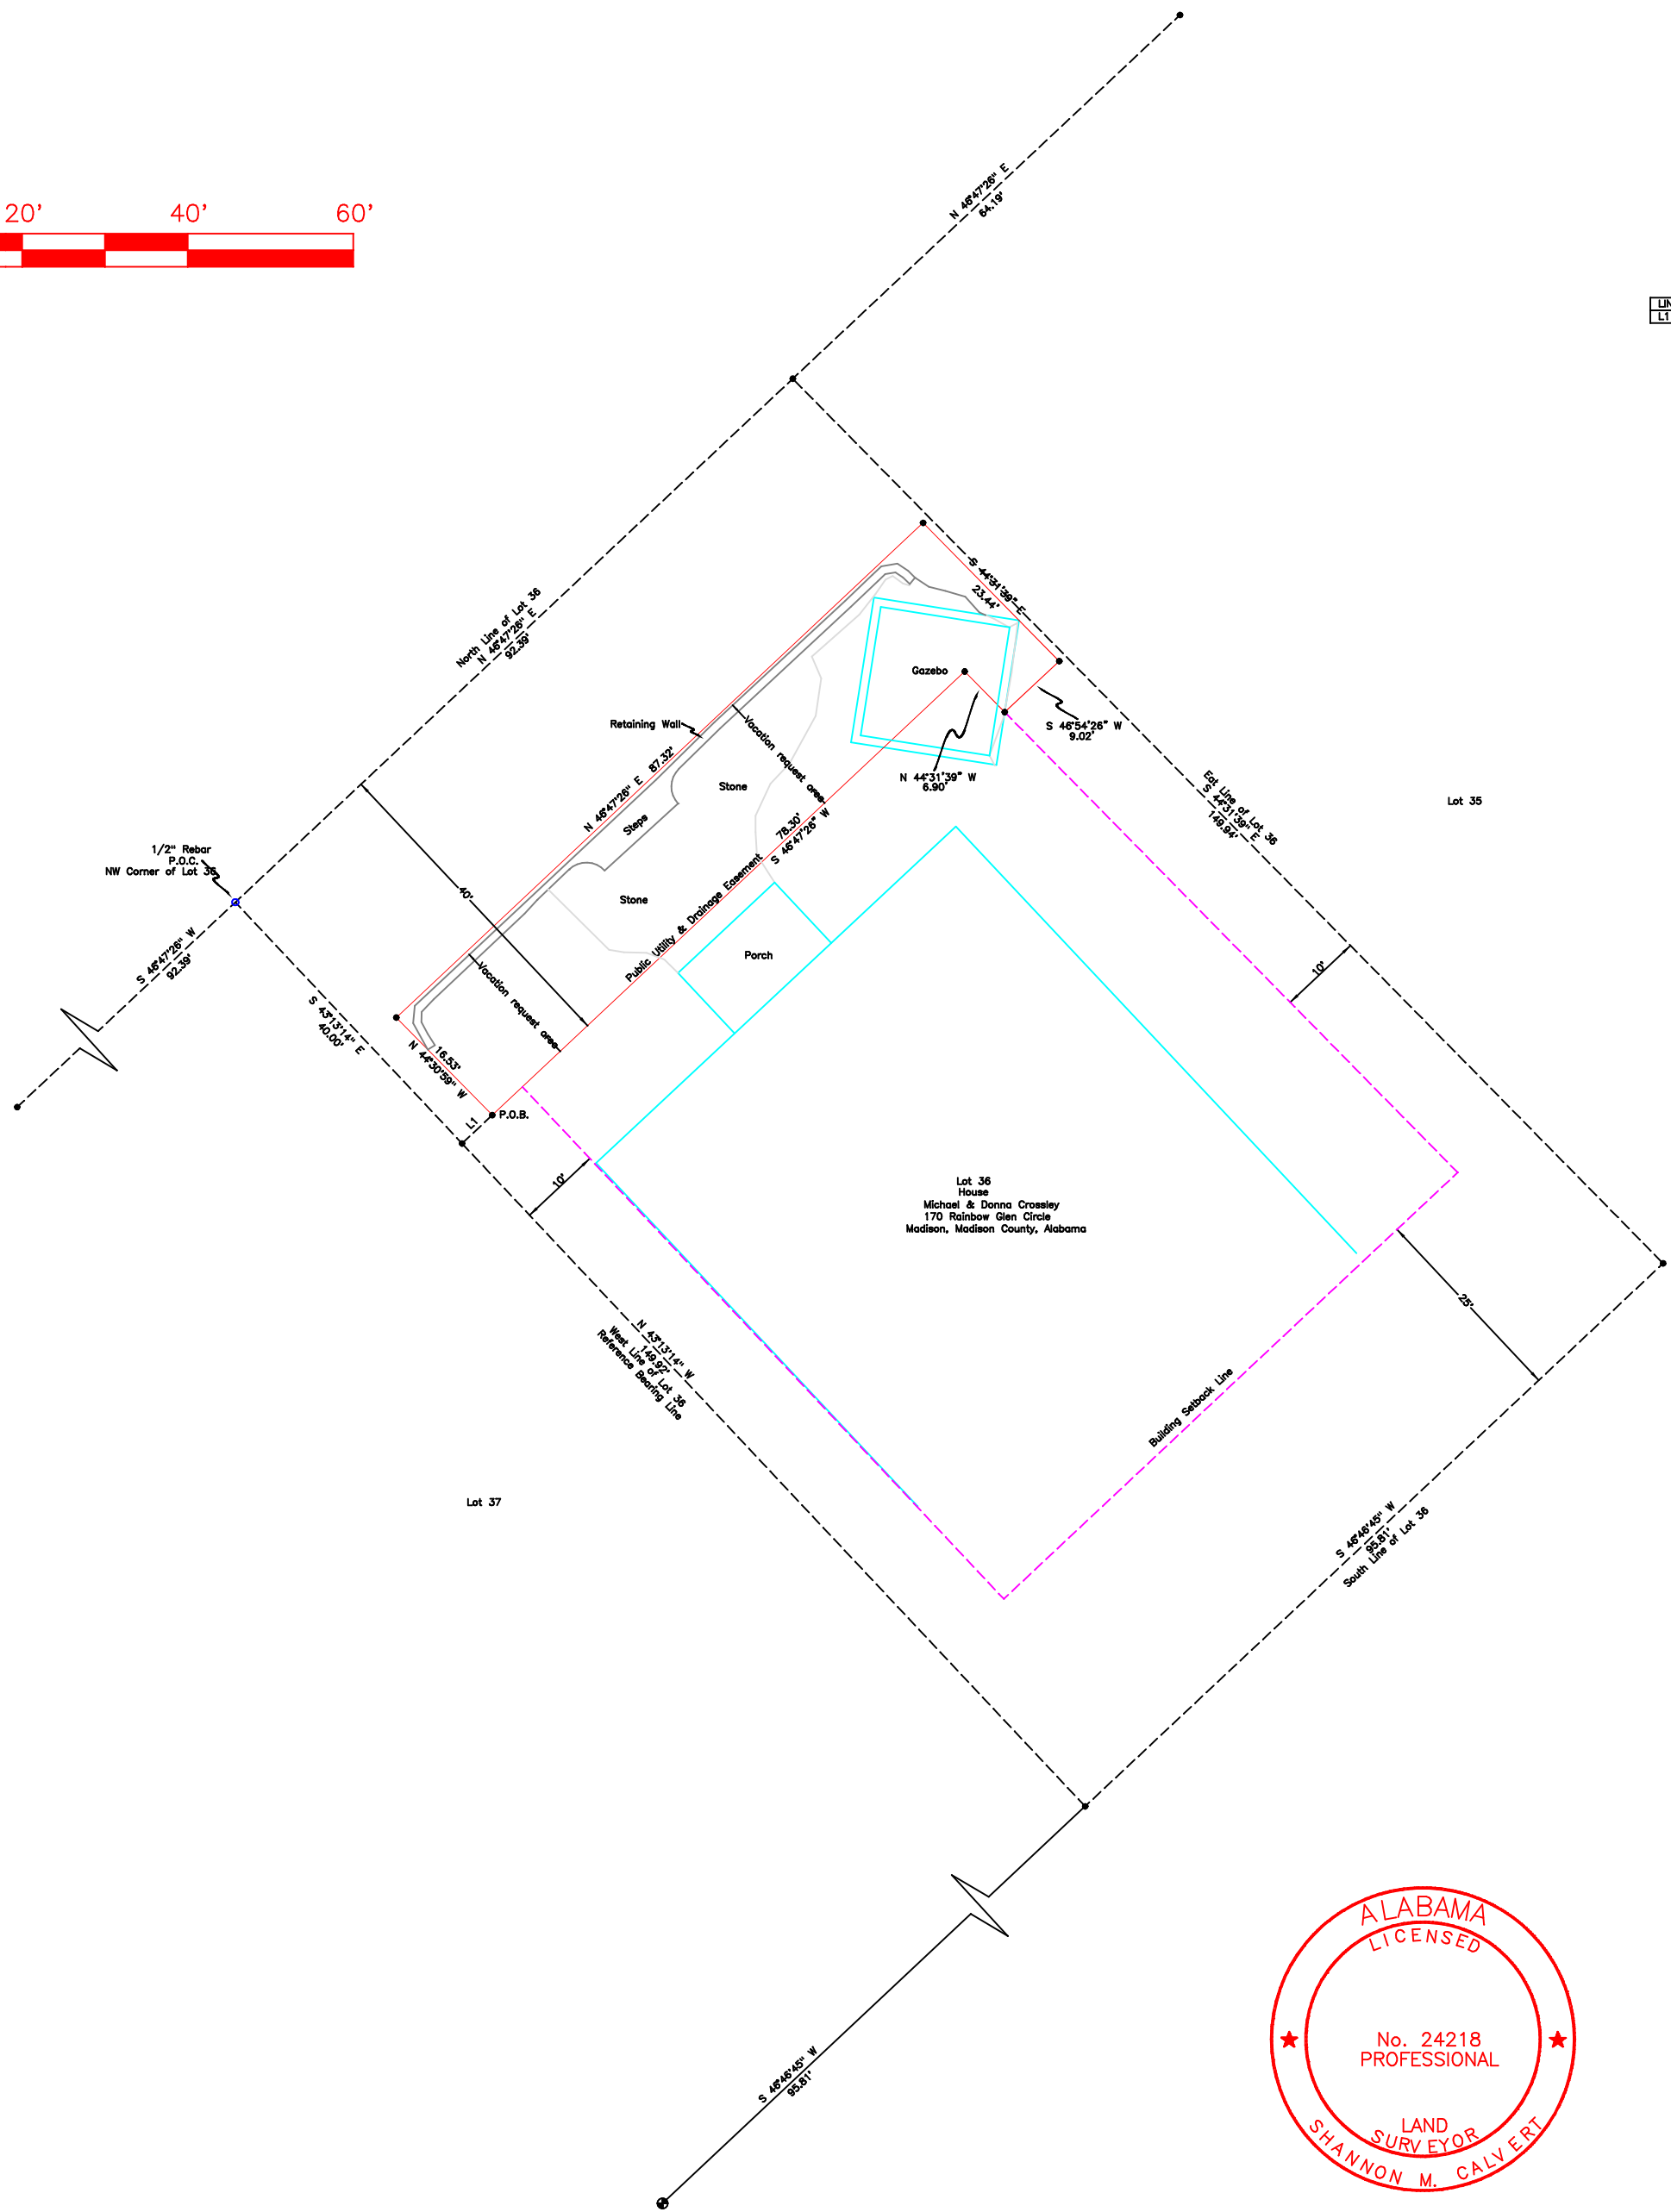 20' 40' 60'
N 46°47'26" E
64.19'
L1
North Line of Lot 36
N 46°47'26" E
92.39'
S 44°31'39" E
23.44'
Gazebo
Retaining Wall
S 46°54'26" W
9.02'
N 44°31'39" W
6.90'
Vacation request area
N 46°47'26" E 87.32'
Stone
Steps
78.30'
S 46°47'26" W
Eat Line of Lot 36
S 44°31'39" E
149.94'
Lot 35
1/2" Rebar
P.O.C.
NW Corner of Lot 36
40'
Stone
Public Utility & Drainage Easement
Porch
S 46°47'26" W
92.39'
10'
Vacation request area
S 43°13'14" E
40.00'
16.53'
N 44°30'59" W
L1
P.O.B.
10'
Lot 36
House
Michael & Donna Crossley
170 Rainbow Glen Circle
Madison, Madison County, Alabama
25'
N 43°13'14" W
149.92'
West Line of Lot 36
Reference Bearing Line
Building Setback Line
Lot 37
S 46°46'45" W
95.81'
South Line of Lot 36
S 46°46'45" W
95.81'
ALABAMA
LICENSED
No. 24218
PROFESSIONAL
LAND
SURVEYOR
SHANNON M. CALVERT